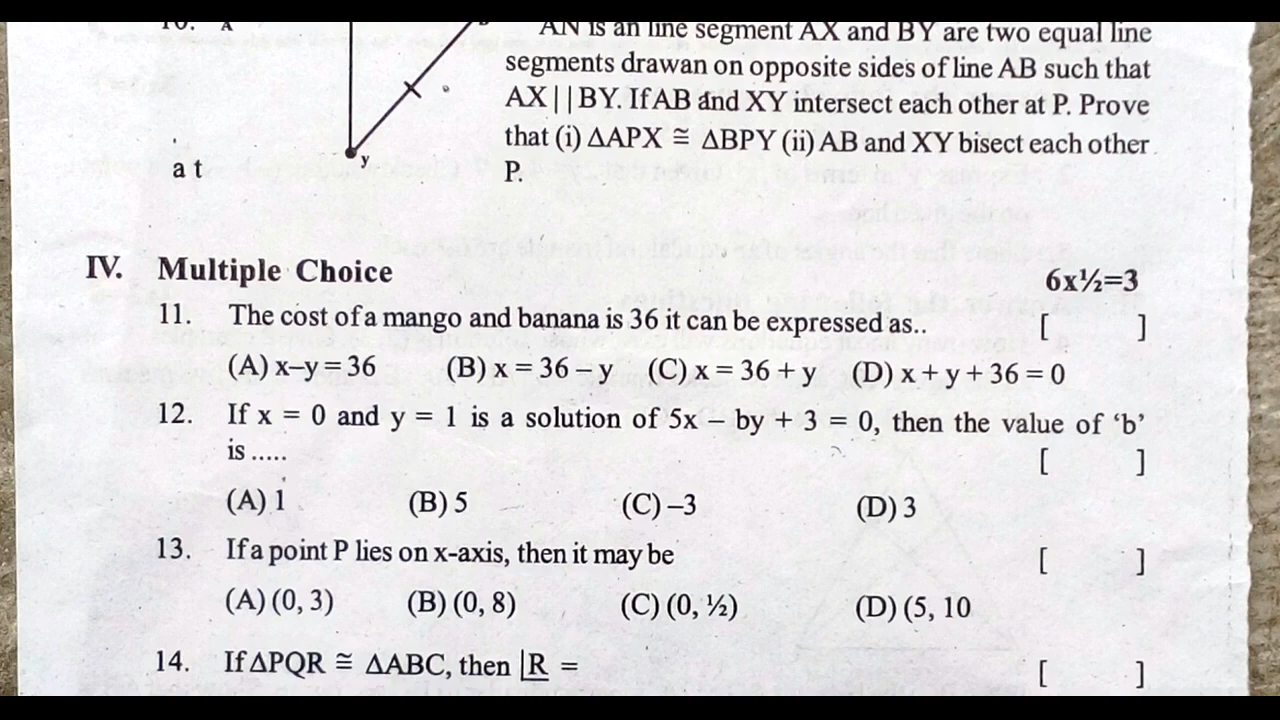 10. A
AN is an line segment AX and BY are two equal line
segments drawan on opposite sides of line AB such that
AX||BY. If AB and XY intersect each other at P. Prove
that (i) ΔAPX ≅ ΔBPY (ii) AB and XY bisect each other
y
a t P.
IV. Multiple Choice 6x½=3
11. The cost of a mango and banana is 36 it can be expressed as.. [ ]
(A) x–y = 36 (B) x = 36 – y (C) x = 36 + y (D) x + y + 36 = 0
12. If x = 0 and y = 1 is a solution of 5x – by + 3 = 0, then the value of ‘b’
is ..... [ ]
(A) 1 (B) 5 (C) –3 (D) 3
13. If a point P lies on x-axis, then it may be [ ]
(A) (0, 3) (B) (0, 8) (C) (0, ½) (D) (5, 10
14. If ΔPQR ≅ ΔABC, then |R = [ ]